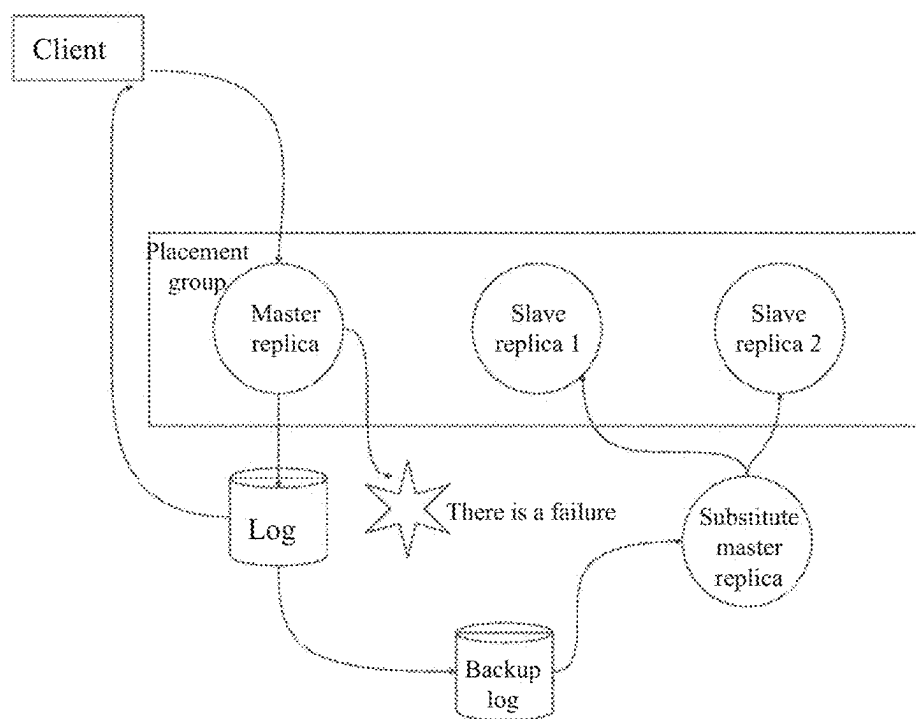 Client
Placement
group
Master
replica
Slave
replica 1
Slave
replica 2
Log
There is a failure
Substitute
master
replica
Backup
log